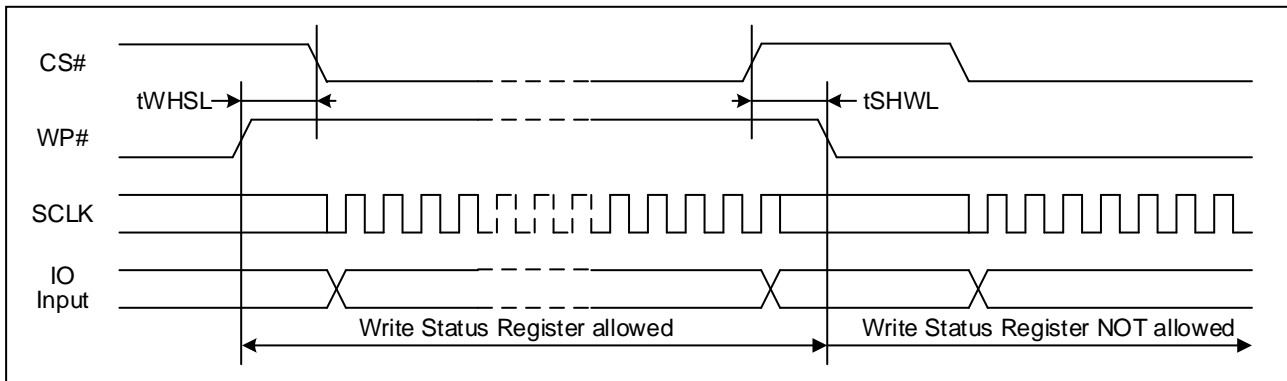 CS#
tWHSL
tSHWL
WP#
SCLK
IO
Input
Write Status Register allowed
Write Status Register NOT allowed